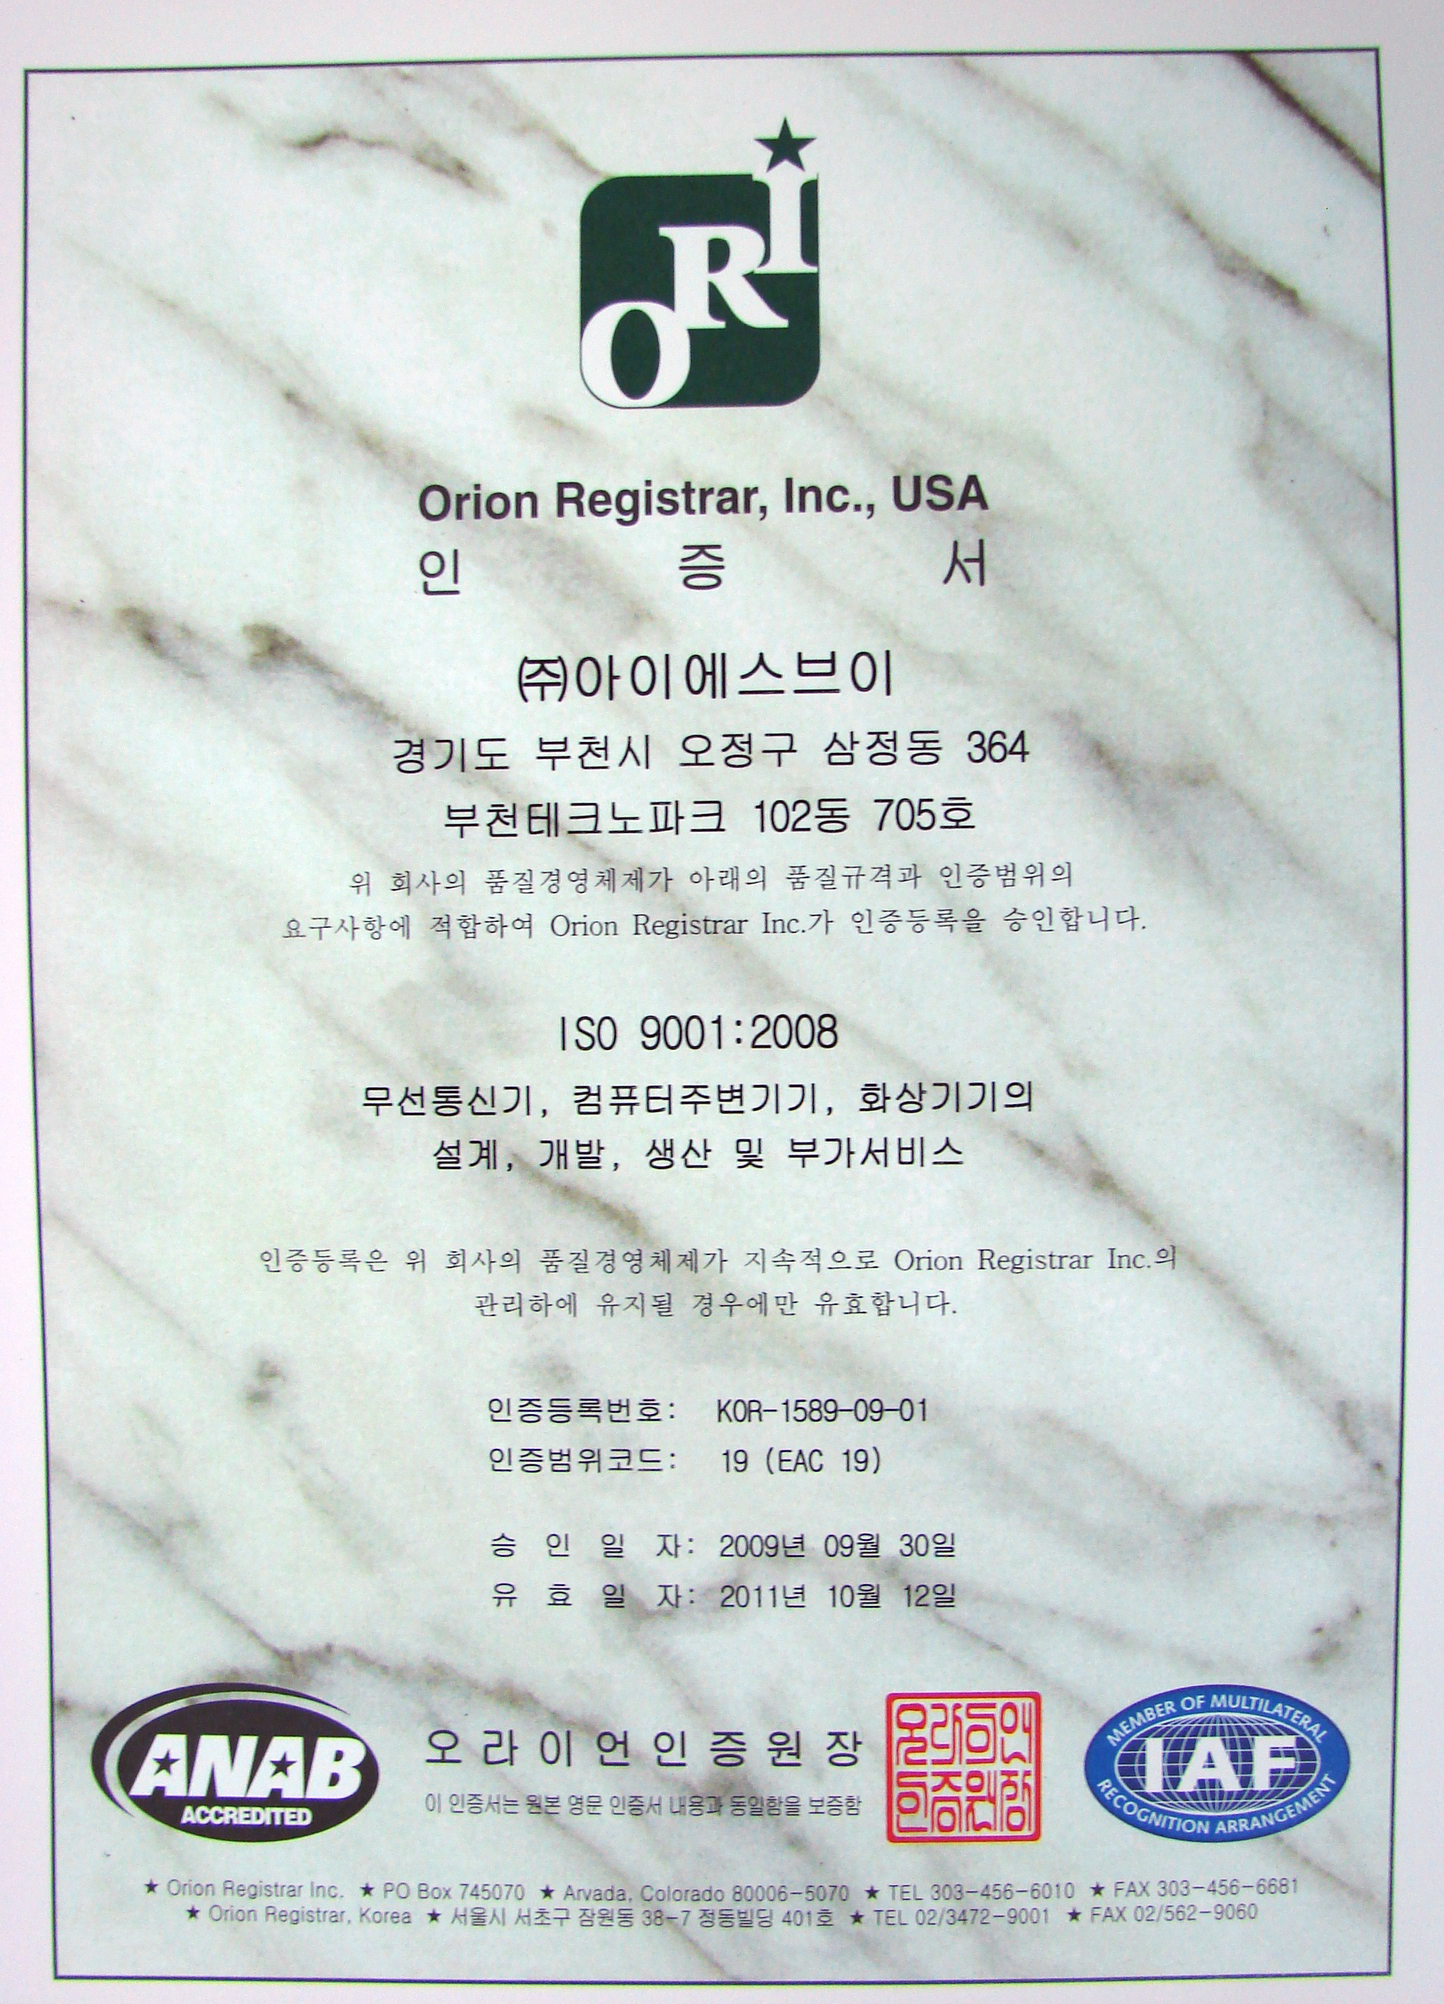 ORI
Orion Registrar, Inc., USA
인 증 서
㈜아이에스브이
경기도 부천시 오정구 삼정동 364
부천테크노파크 102동 705호
위 회사의 품질경영체제가 아래의 품질규격과 인증범위의
요구사항에 적합하여 Orion Registrar Inc.가 인증등록을 승인합니다.
ISO 9001:2008
무선통신기, 컴퓨터주변기기, 화상기기의
설계, 개발, 생산 및 부가서비스
인증등록은 위 회사의 품질경영체제가 지속적으로 Orion Registrar Inc.의
관리하에 유지될 경우에만 유효합니다.
인증등록번호: KOR-1589-09-01
인증범위코드: 19 (EAC 19)
승 인 일 자: 2009년 09월 30일
유 효 일 자: 2011년 10월 12일
ANAB
ACCREDITED
오라이언인증원장
이 인증서는 원본 영문 인증서 내용과 동일함을 보증함
MEMBER OF MULTILATERAL
IAF
RECOGNITION ARRANGEMENT
★ Orion Registrar Inc. ★ PO Box 745070 ★ Arvada, Colorado 80006-5070 ★ TEL 303-456-6010 ★ FAX 303-456-6681
★ Orion Registrar, Korea ★ 서울시 서초구 잠원동 38-7 정동빌딩 401호 ★ TEL 02/3472-9001 ★ FAX 02/562-9060